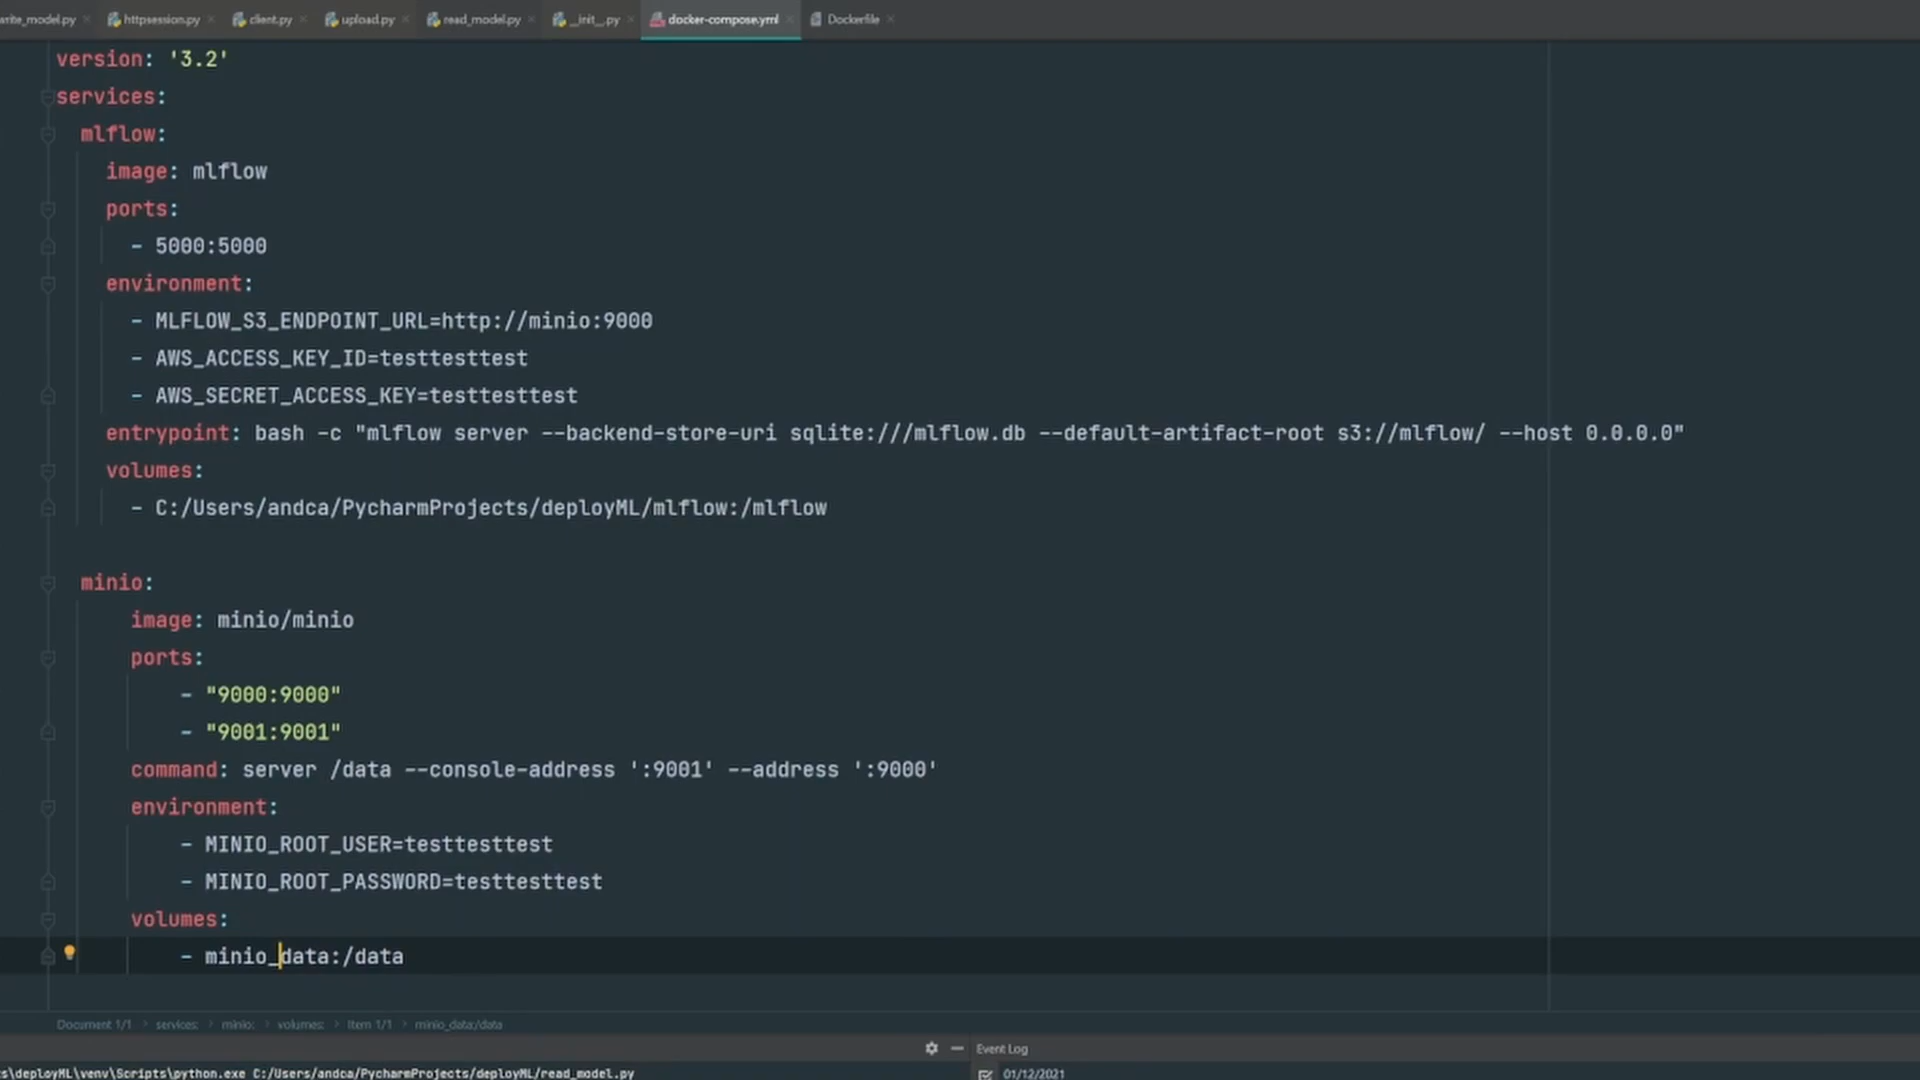 write_model.py httpsession.py client.py upload.py read_model.py __init__.py docker-compose.yml Dockerfile
version: '3.2'
services:
mlflow:
image: mlflow
ports:
- 5000:5000
environment:
- MLFLOW_S3_ENDPOINT_URL=http://minio:9000
- AWS_ACCESS_KEY_ID=testtesttest
- AWS_SECRET_ACCESS_KEY=testtesttest
entrypoint: bash -c "mlflow server --backend-store-uri sqlite:///mlflow.db --default-artifact-root s3://mlflow/ --host 0.0.0.0"
volumes:
- C:/Users/andca/PycharmProjects/deployML/mlflow:/mlflow
minio:
image: minio/minio
ports:
- "9000:9000"
- "9001:9001"
command: server /data --console-address ':9001' --address ':9000'
environment:
- MINIO_ROOT_USER=testtesttest
- MINIO_ROOT_PASSWORD=testtesttest
volumes:
- minio_data:/data
Document 1/1 > services: > minio: > volumes: > Item 1/1 > minio_data:/data
Event Log
s\deployML\venv\Scripts\python.exe C:/Users/andca/PycharmProjects/deployML/read_model.py
01/12/2021